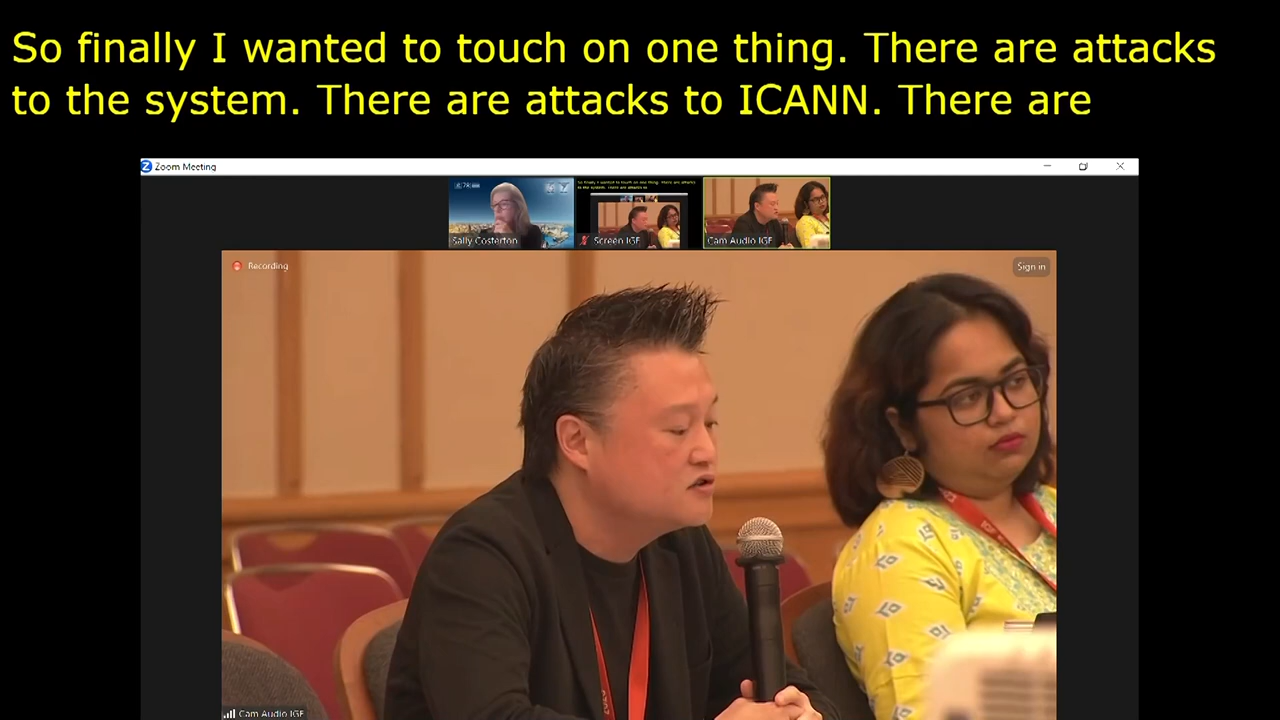 So finally I wanted to touch on one thing. There are attacks
to the system. There are attacks to ICANN. There are
Zoom Meeting
Sally Costerton
Screen IGF
Cam Audio IGF
Recording
Sign in
Cam Audio IGF